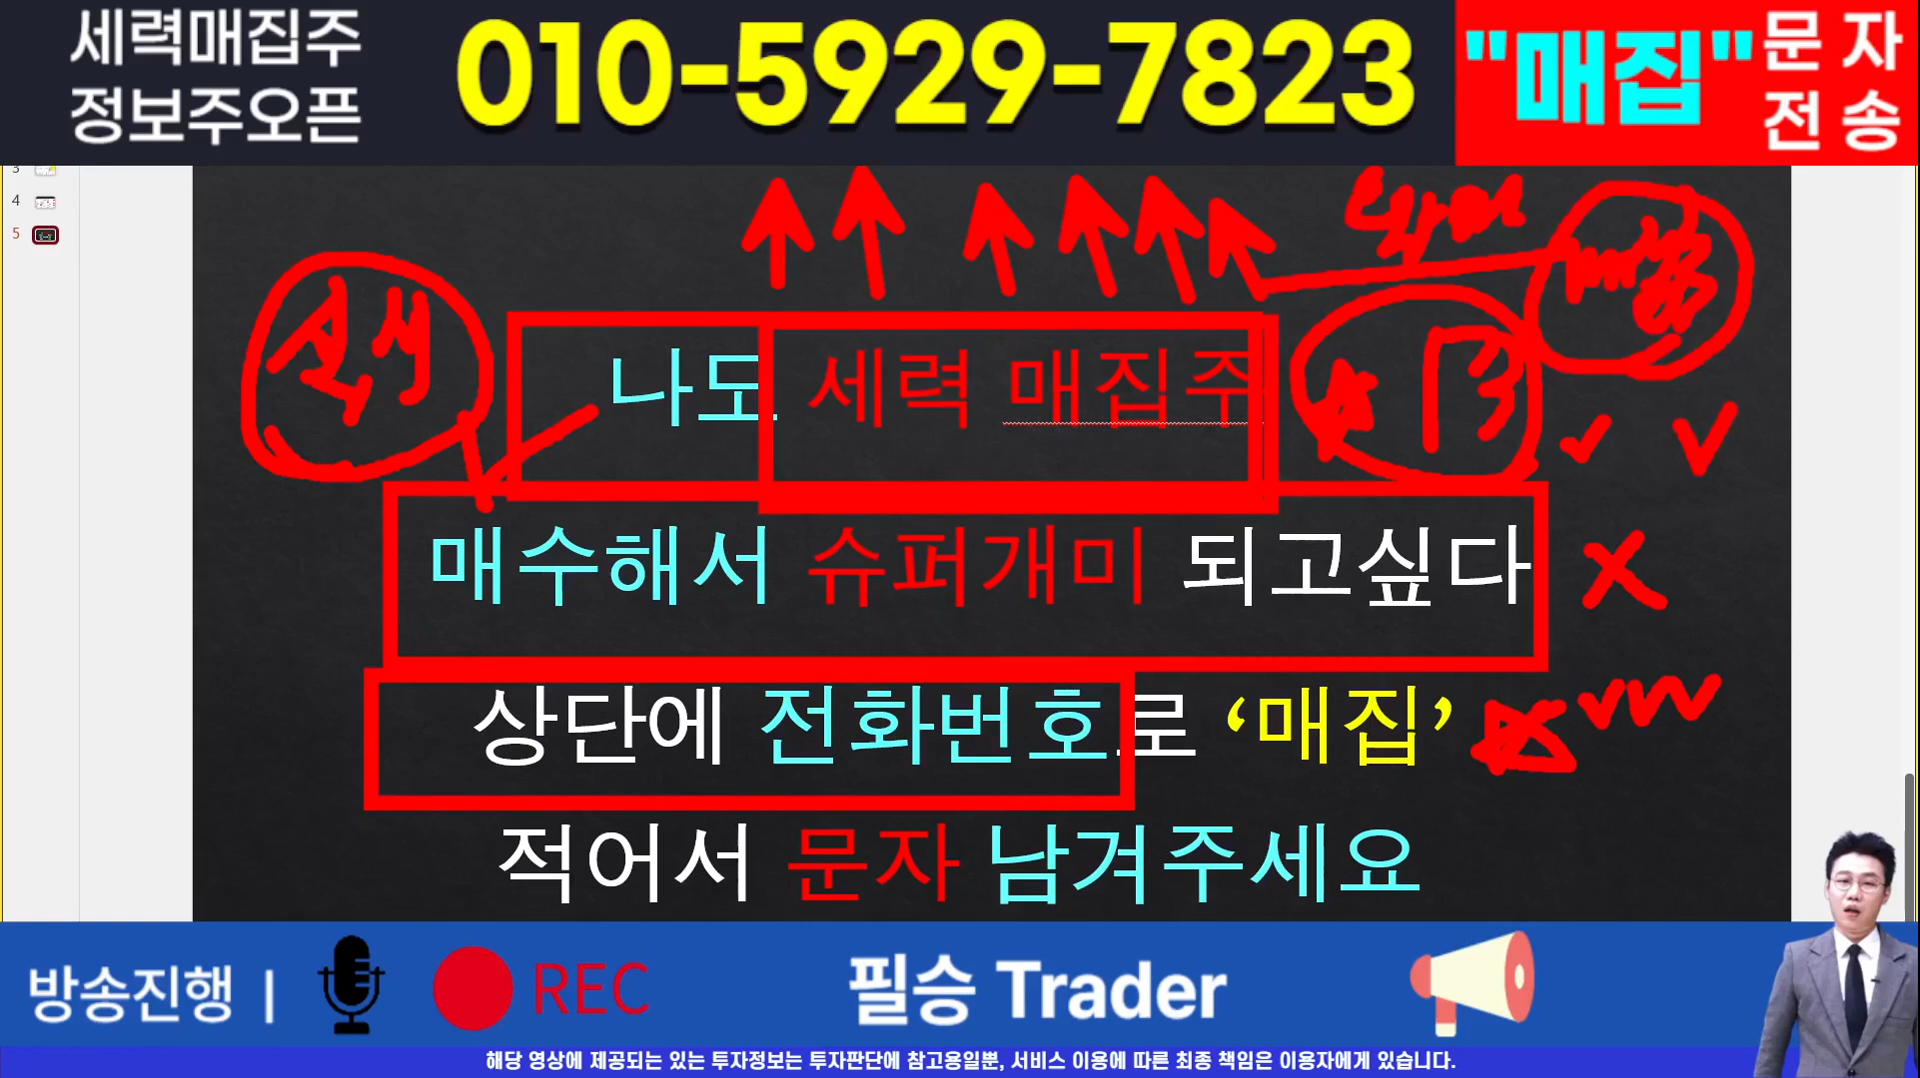 세력매집주
정보주오픈
010-5929-7823
"매집"
문자
전송
3
4
5
나도 세력 매집주
매수해서 슈퍼개미 되고싶다
상단에 전화번호로 ‘매집’
적어서 문자 남겨주세요
방송진행 |
REC
필승 Trader
해당 영상에 제공되는 있는 투자정보는 투자판단에 참고용일뿐, 서비스 이용에 따른 최종 책임은 이용자에게 있습니다.